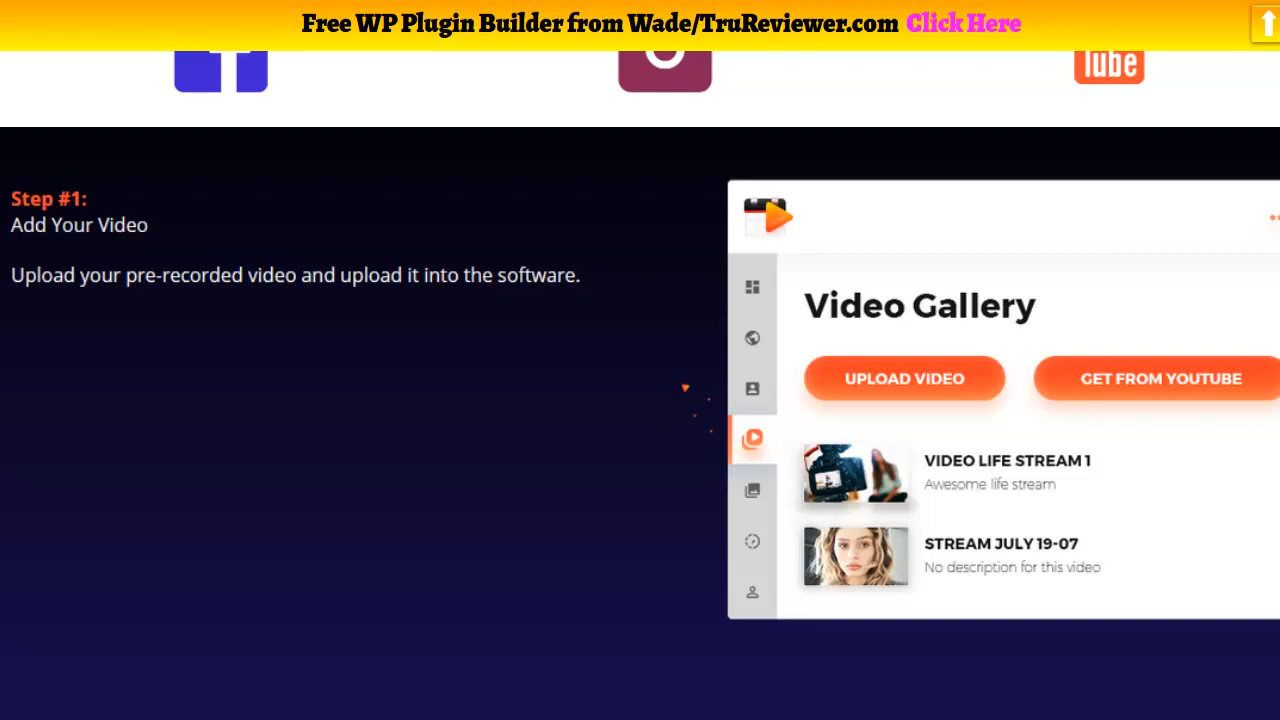 Free WP Plugin Builder from Wade/TruReviewer.com Click Here
Tube
Step #1:
Add Your Video
Upload your pre-recorded video and upload it into the software.
Video Gallery
UPLOAD VIDEO
GET FROM YOUTUBE
VIDEO LIFE STREAM 1
Awesome life stream
STREAM JULY 19-07
No description for this video